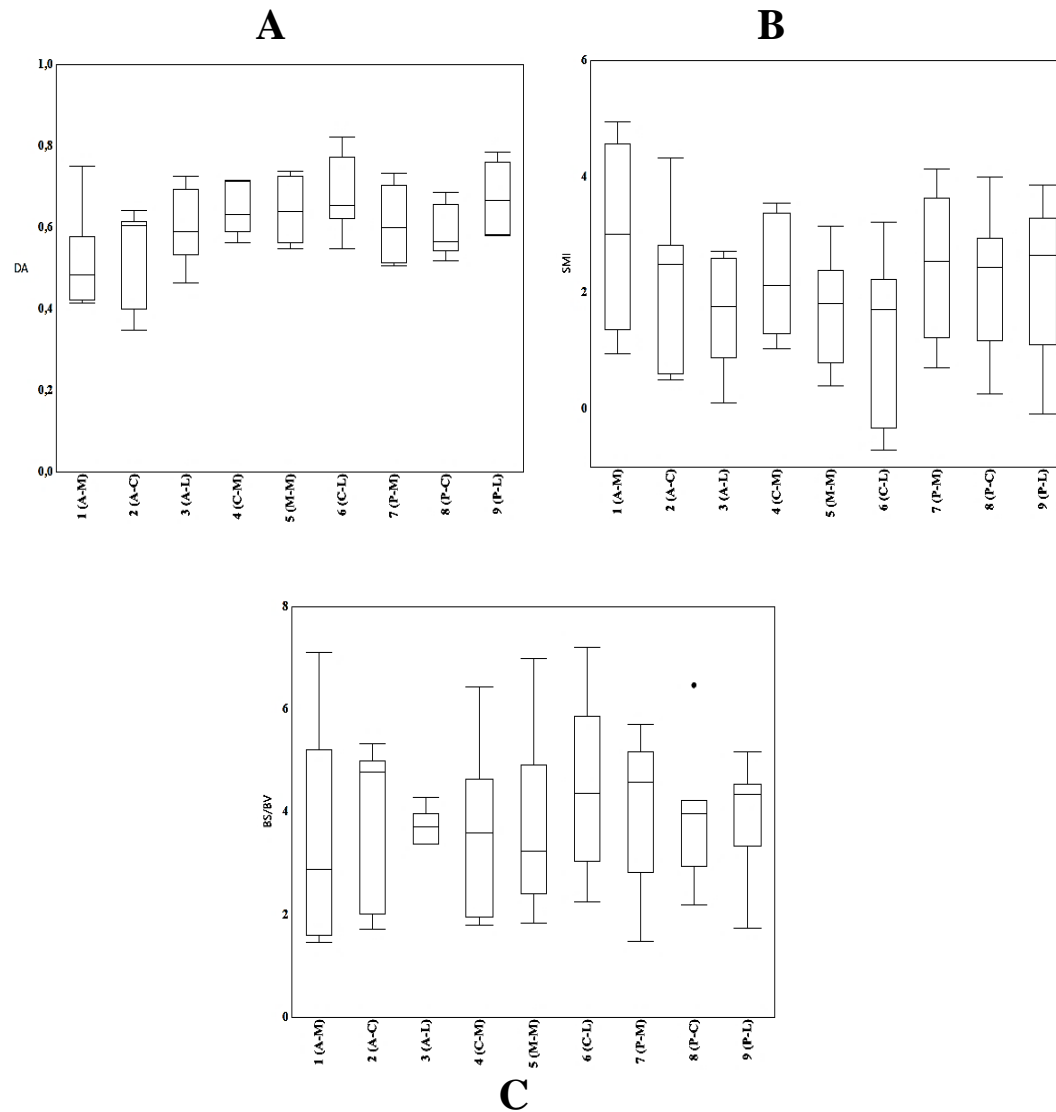 A
1,0
0,8
0,6
0,4
0,2
0,0
DA
1 (A-M)
2 (A-C)
3 (A-L)
4 (C-M)
5 (M-M)
6 (C-L)
7 (P-M)
8 (P-C)
9 (P-L)
B
6
4
2
0
SMI
1 (A-M)
2 (A-C)
3 (A-L)
4 (C-M)
5 (M-M)
6 (C-L)
7 (P-M)
8 (P-C)
9 (P-L)
8
6
4
2
0
BS/BV
1 (A-M)
2 (A-C)
3 (A-L)
4 (C-M)
5 (M-M)
6 (C-L)
7 (P-M)
8 (P-C)
9 (P-L)
C